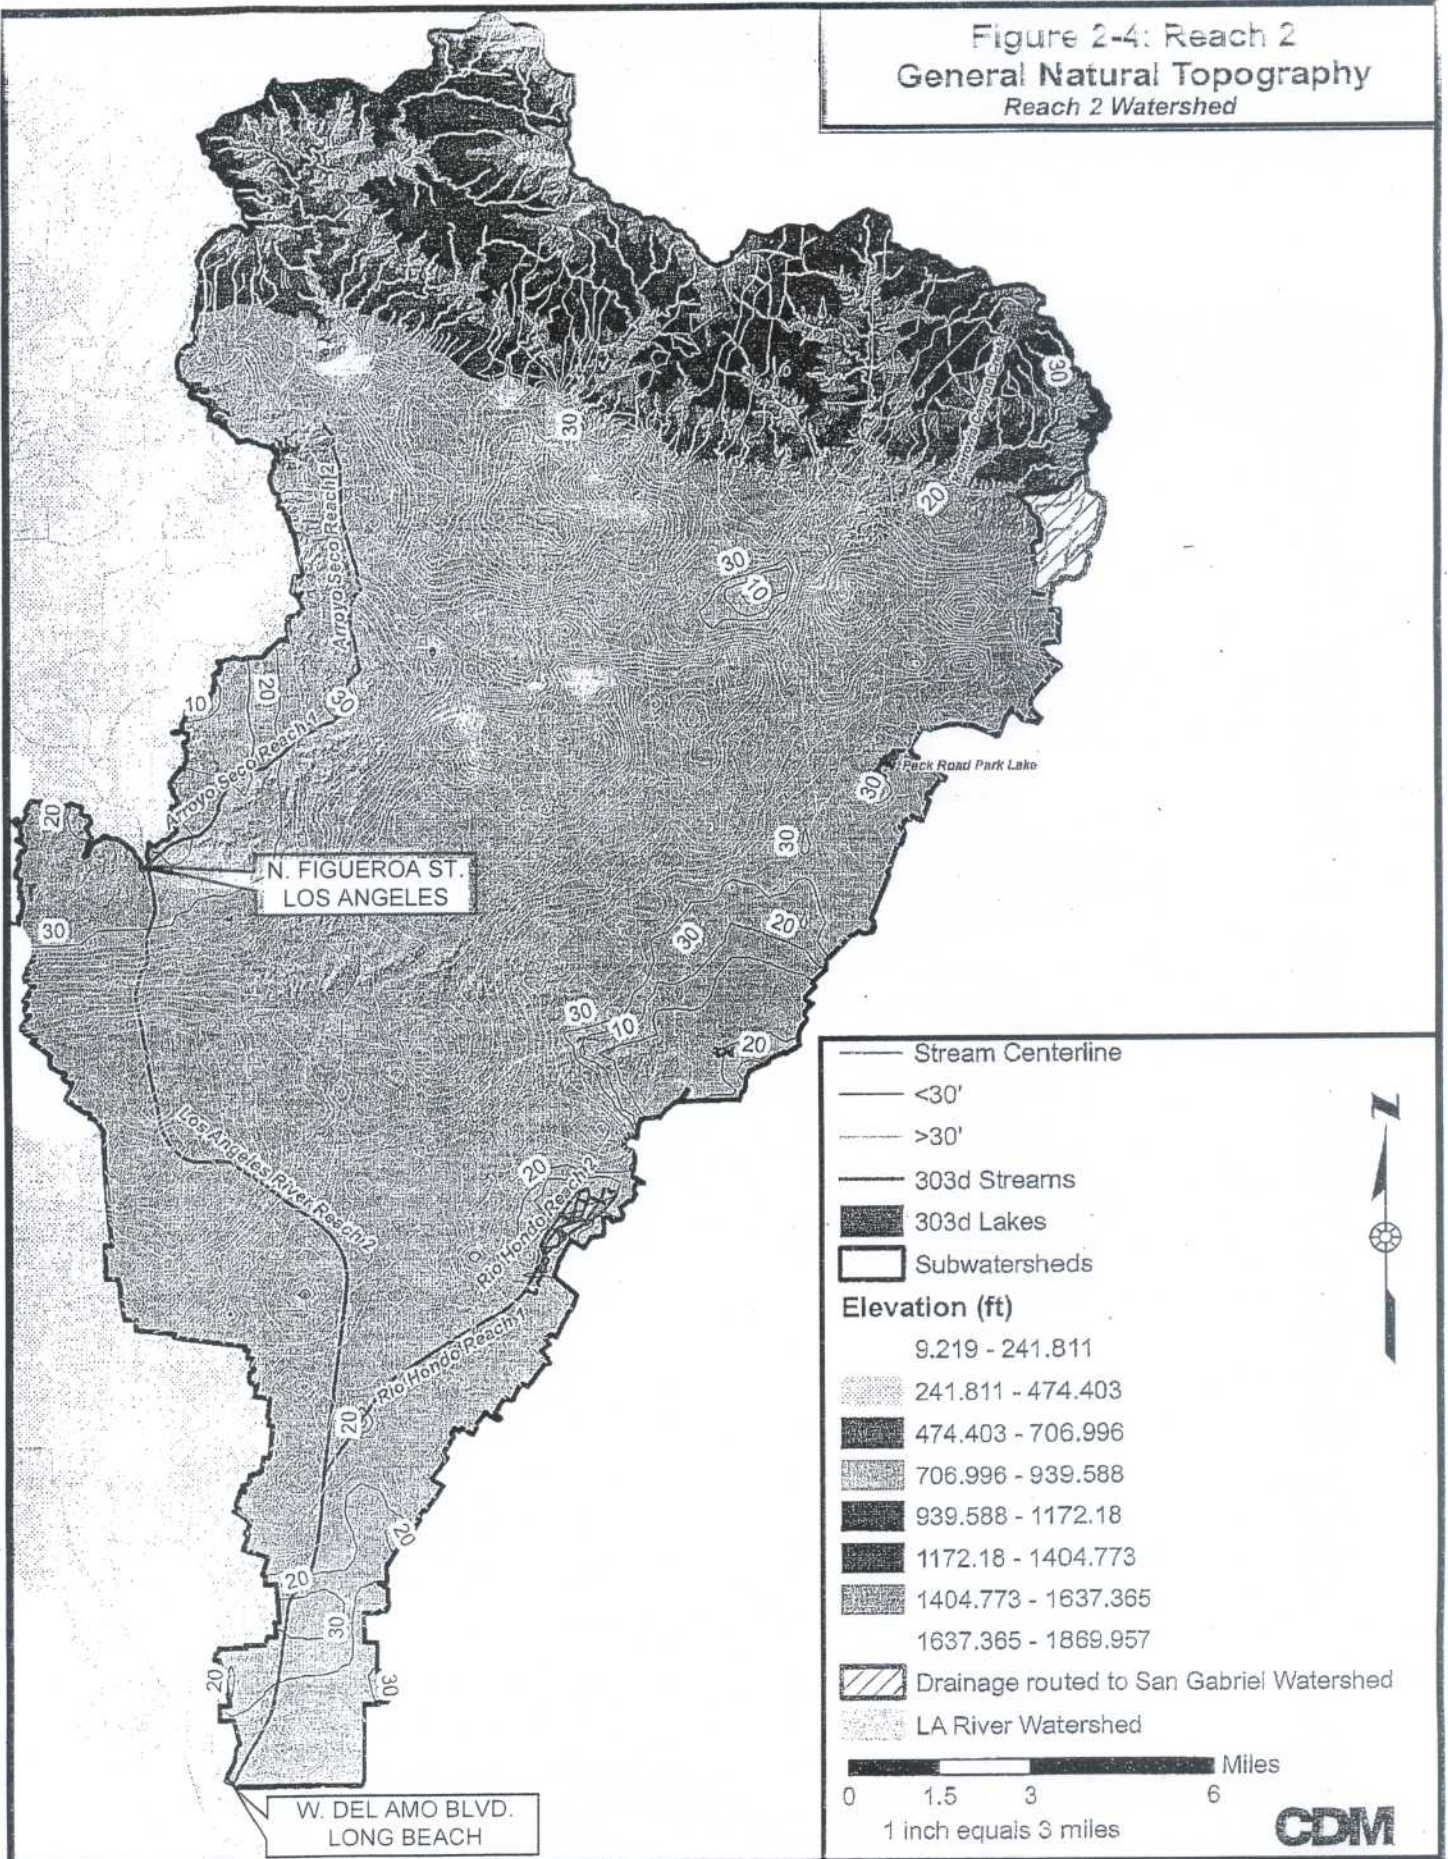 Figure 2-4: Reach 2
General Natural Topography
Reach 2 Watershed
30
30
20
30
10
Arroyo Seco Reach 2
10
20
30
Arroyo Seco Reach 1
Peck Road Park Lake
30
20
30
N. FIGUEROA ST.
LOS ANGELES
30
20
30
30
10
20
Los Angeles River Reach 2
20
Rio Hondo Reach 2
Rio Hondo Reach 1
20
20
20
30
20
30
W. DEL AMO BLVD.
LONG BEACH
Stream Centerline
<30'
>30'
303d Streams
303d Lakes
Subwatersheds
Elevation (ft)
9.219 - 241.811
241.811 - 474.403
474.403 - 706.996
706.996 - 939.588
939.588 - 1172.18
1172.18 - 1404.773
1404.773 - 1637.365
1637.365 - 1869.957
Drainage routed to San Gabriel Watershed
LA River Watershed
Miles
0 1.5 3 6
1 inch equals 3 miles
N
CDM